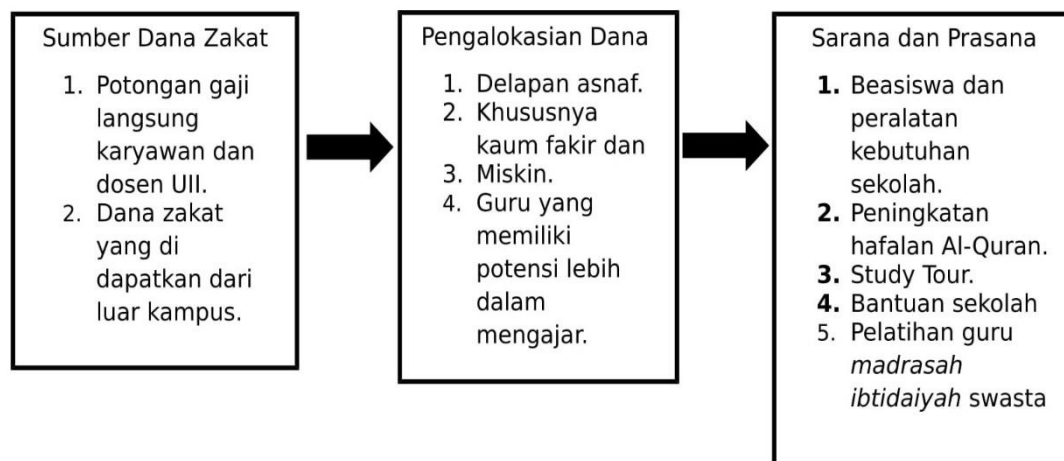 Sumber Dana Zakat
1. Potongan gaji
langsung
karyawan dan
dosen UII.
2. Dana zakat
yang di
dapatkan dari
luar kampus.
Pengalokasian Dana
1. Delapan asnaf.
2. Khususnya
kaum fakir dan
3. Miskin.
4. Guru yang
memiliki
potensi lebih
dalam
mengajar.
Sarana dan Prasana
1. Beasiswa dan
peralatan
kebutuhan
sekolah.
2. Peningkatan
hafalan Al-Quran.
3. Study Tour.
4. Bantuan sekolah
5. Pelatihan guru
madrasah
ibtidaiyah swasta